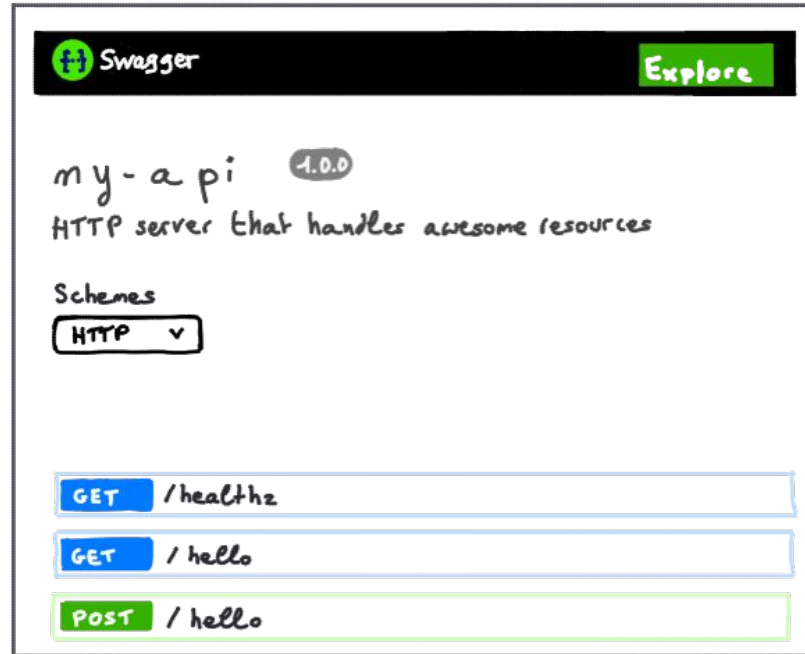 {··} Swagger Explore
my-api 1.0.0
HTTP server that handles awesome resources
Schemes
HTTP
GET /healthz
GET /hello
POST /hello